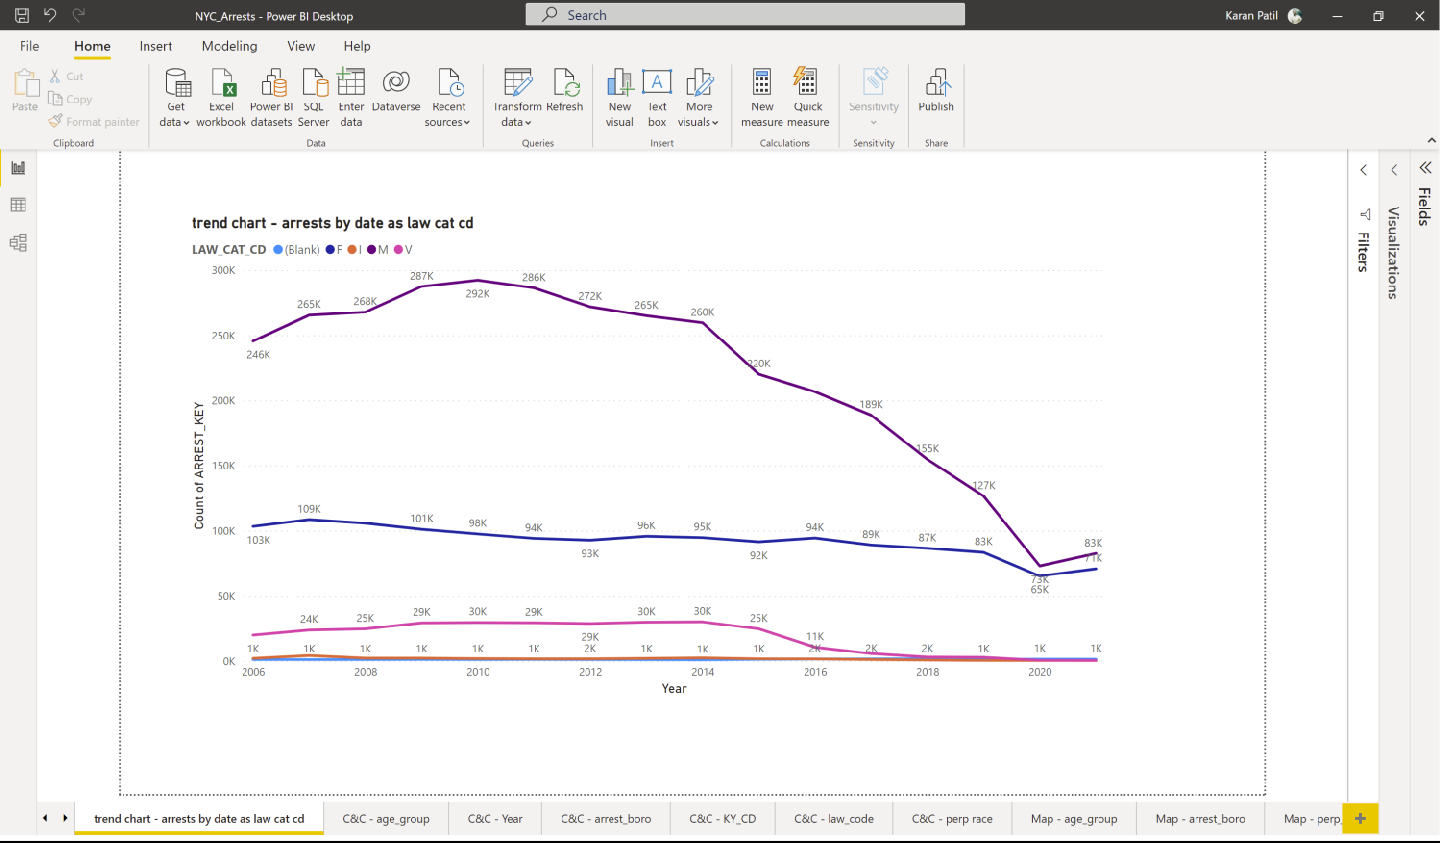 NYC_Arrests - Power BI Desktop
Search
Karan Patil
File Home Insert Modeling View Help
Paste
Cut
Copy
Format painter
Clipboard
Get data
Excel workbook
Power BI datasets
SQL Server
Enter data
Dataverse
Recent sources
Data
Transform data
Refresh
Queries
New visual
Text box
More visuals
Insert
New measure
Quick measure
Calculations
Sensitivity
Sensitivity
Publish
Share
Filters
Visualizations
Fields
trend chart - arrests by date as law cat cd
LAW_CAT_CD (Blank) F I M V
Count of ARREST_KEY
300K
250K
200K
150K
100K
50K
0K
246K 265K 268K 287K 292K 286K 272K 265K 260K 220K 189K 155K 127K 73K 83K
103K 109K 101K 98K 94K 93K 96K 95K 92K 94K 89K 87K 83K 65K 71K
24K 25K 29K 30K 29K 29K 30K 30K 25K 11K
1K 1K 1K 1K 1K 1K 2K 1K 1K 1K 2K 2K 2K 1K 1K 1K
2006 2008 2010 2012 2014 2016 2018 2020
Year
trend chart - arrests by date as law cat cd
C&C - age_group
C&C - Year
C&C - arrest_boro
C&C - KY_CD
C&C - law_code
C&C - perp race
Map - age_group
Map - arrest_boro
Map - perp_